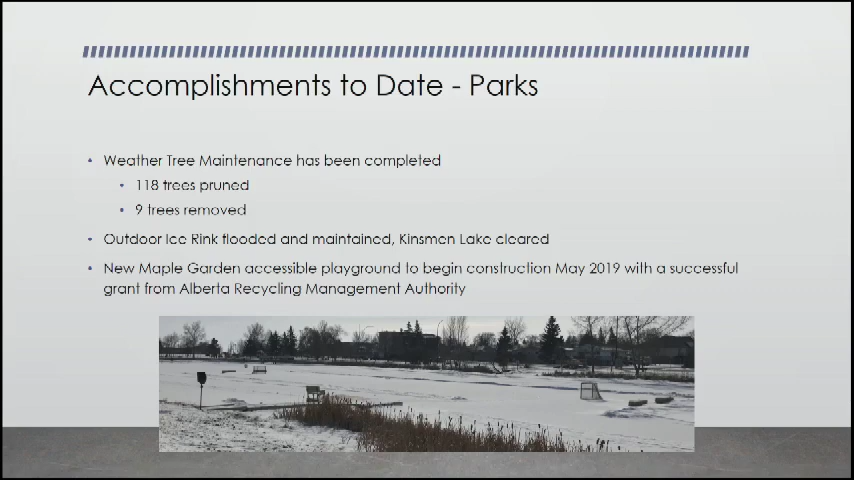 Accomplishments to Date - Parks
• Weather Tree Maintenance has been completed
• 118 trees pruned
• 9 trees removed
• Outdoor Ice Rink flooded and maintained, Kinsmen Lake cleared
• New Maple Garden accessible playground to begin construction May 2019 with a successful
grant from Alberta Recycling Management Authority